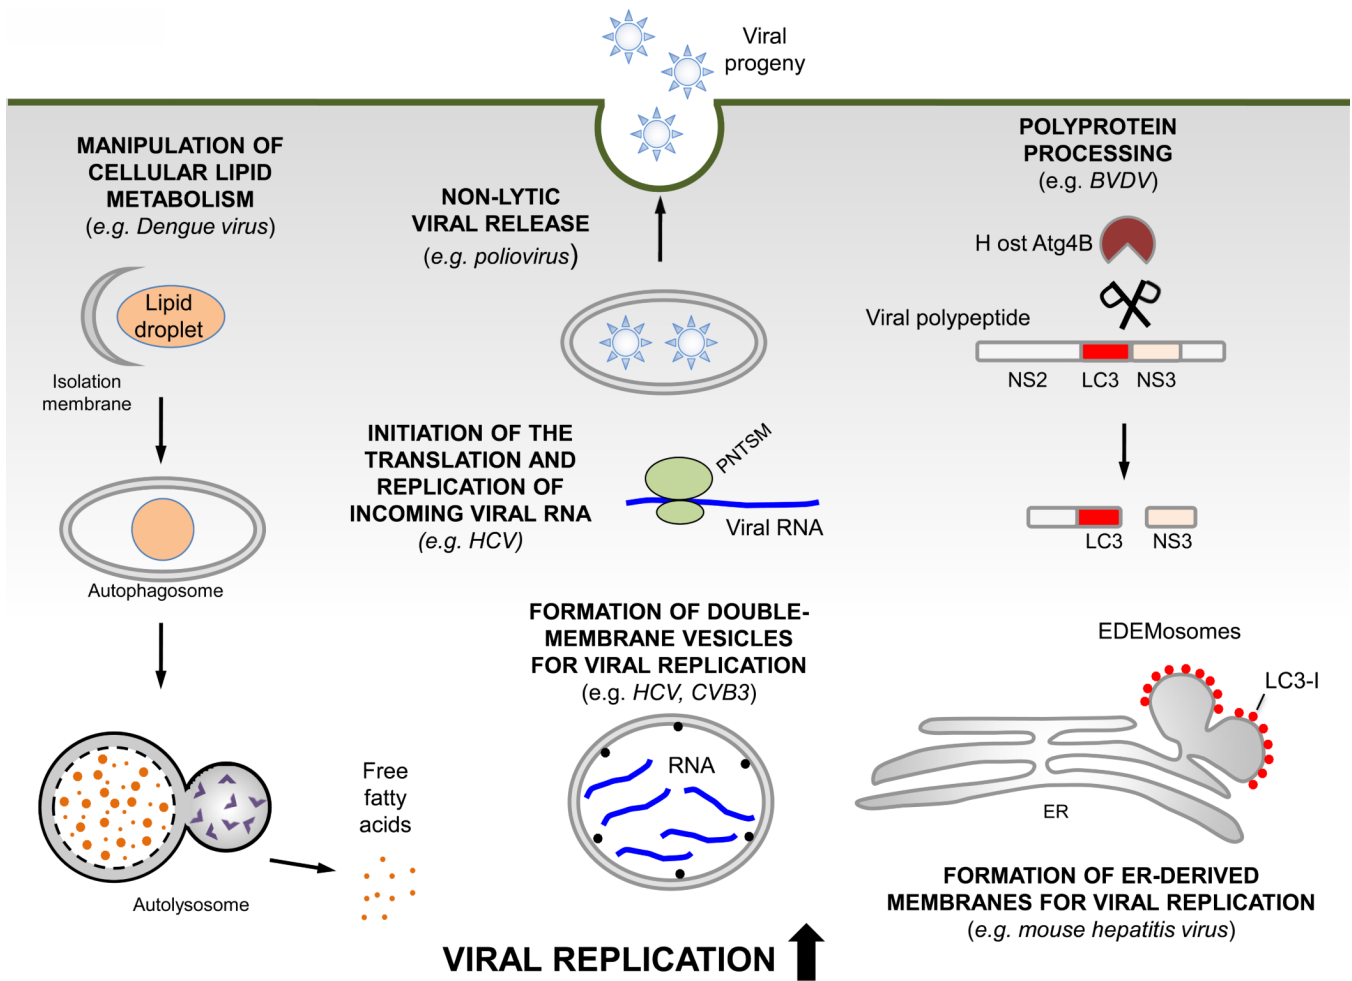 Viral
progeny
MANIPULATION OF
CELLULAR LIPID
METABOLISM
(e.g. Dengue virus)
Lipid
droplet
Isolation
membrane
Autophagosome
Autolysosome
Free
fatty
acids
NON-LYTIC
VIRAL RELEASE
(e.g. poliovirus)
INITIATION OF THE
TRANSLATION AND
REPLICATION OF
INCOMING VIRAL RNA
(e.g. HCV)
PNTSM
Viral RNA
FORMATION OF DOUBLE-
MEMBRANE VESICLES
FOR VIRAL REPLICATION
(e.g. HCV, CVB3)
RNA
POLYPROTEIN
PROCESSING
(e.g. BVDV)
H ost Atg4B
Viral polypeptide
NS2 LC3 NS3
LC3 NS3
EDEMosomes
LC3-I
ER
FORMATION OF ER-DERIVED
MEMBRANES FOR VIRAL REPLICATION
(e.g. mouse hepatitis virus)
VIRAL REPLICATION